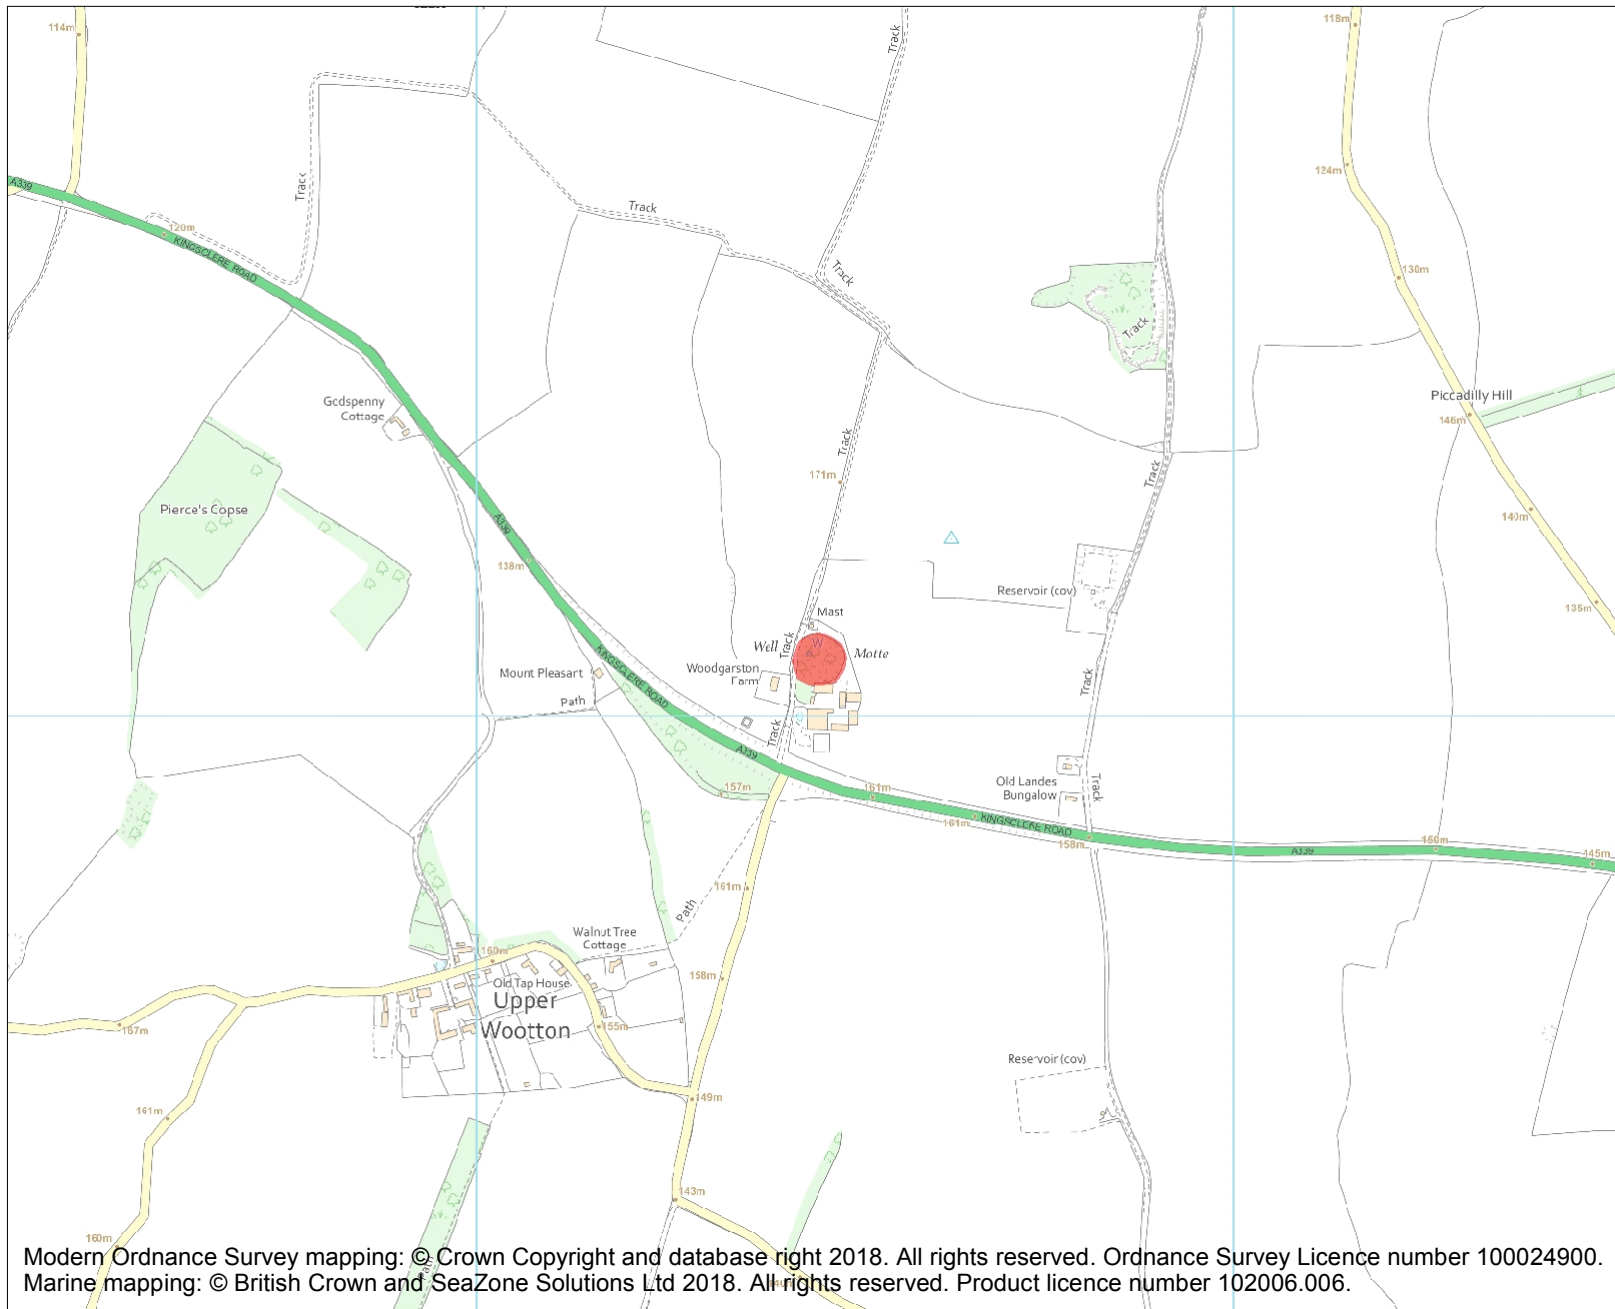 114m
118m
Track
A339
Track
120m
KINGSCLERE ROAD
Track
124m
Track
130m
Track
Gcdspenny
Cottage
Piccadilly Hill
146m
Track
171m
Track
Pierce's Copse
A339
140m
138m
Reservoir (cov)
135m
Mast
Well
Track
W
Motte
KINGSCLERE ROAD
Woodgarston
Farm
Mount Pleasart
Path
Track
Track
A339
157m
161m
Old Landes
Bungalow
Track
161m
KINGSCLERE ROAD
158m
A339
150m
145m
161m
Path
Walnut Tree
Cottage
160m
158m
Old Tap House
Upper
Wootton
155m
167m
Reservoir (cov)
149m
161m
143m
160m
Path
140m
Modern Ordnance Survey mapping: © Crown Copyright and database right 2018. All rights reserved. Ordnance Survey Licence number 100024900.
Marine mapping: © British Crown and SeaZone Solutions Ltd 2018. All rights reserved. Product licence number 102006.006.